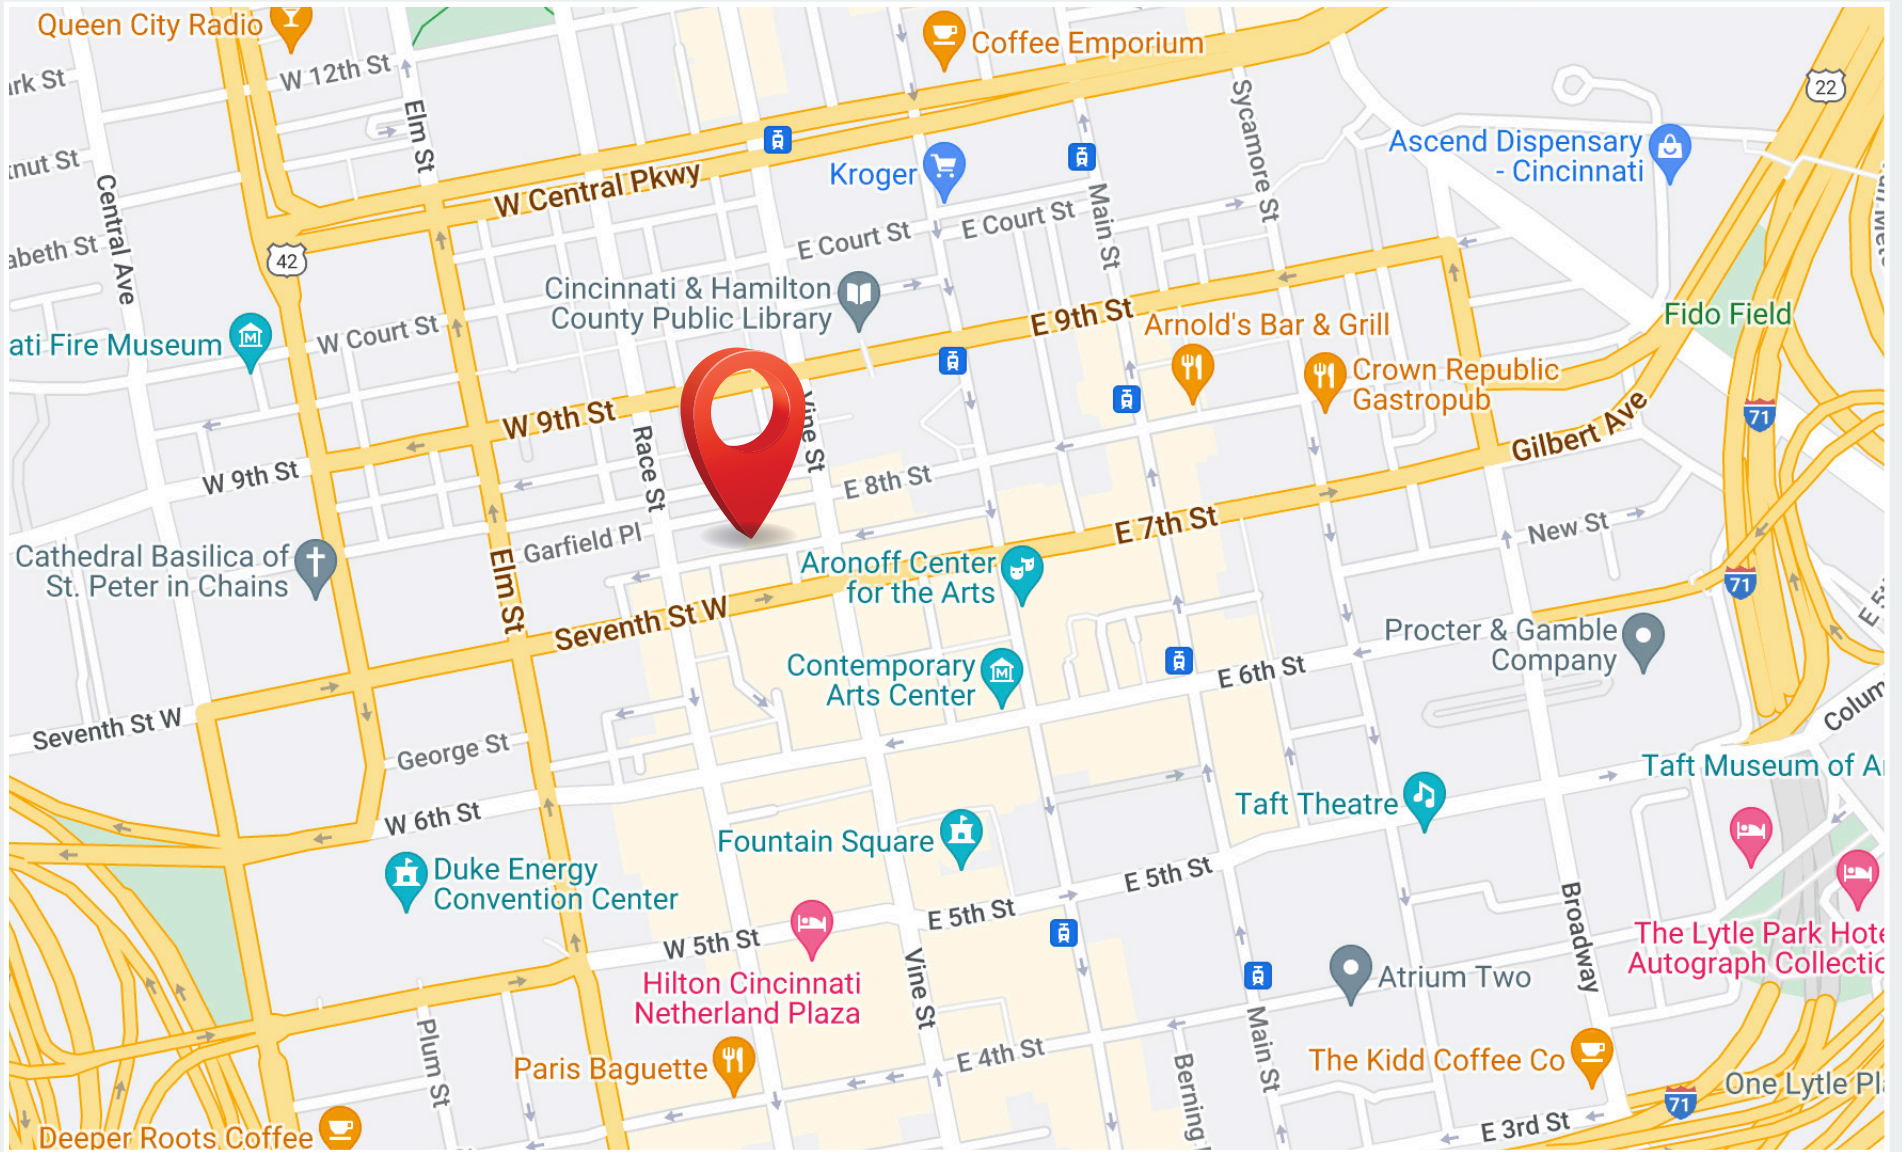 Queen City Radio
Coffee Emporium
W 12th St
ark St
Elm St
Sycamore St
22
Ascend Dispensary
- Cincinnati
tnut St
Kroger
W Central Pkwy
Central Ave
Main St
E Court St
E Court St
abeth St
42
Cincinnati & Hamilton
County Public Library
Fido Field
E 9th St
Arnold's Bar & Grill
W Court St
ati Fire Museum
Crown Republic
Gastropub
71
W 9th St
Vine St
Race St
Gilbert Ave
W 9th St
E 8th St
E 7th St
New St
Garfield Pl
Cathedral Basilica of
St. Peter in Chains
Elm St
Aronoff Center
for the Arts
71
E 5
Seventh St W
Procter & Gamble
Company
Contemporary
Arts Center
E 6th St
Colum
Seventh St W
George St
Taft Museum of Ar
Taft Theatre
W 6th St
Fountain Square
Duke Energy
Convention Center
E 5th St
E 5th St
W 5th St
Broadway
The Lytle Park Hote
Autograph Collectio
Hilton Cincinnati
Netherland Plaza
Vine St
Atrium Two
Plum St
Main St
E 4th St
Paris Baguette
Berning
The Kidd Coffee Co
One Lytle Pla
71
E 3rd St
Deeper Roots Coffee